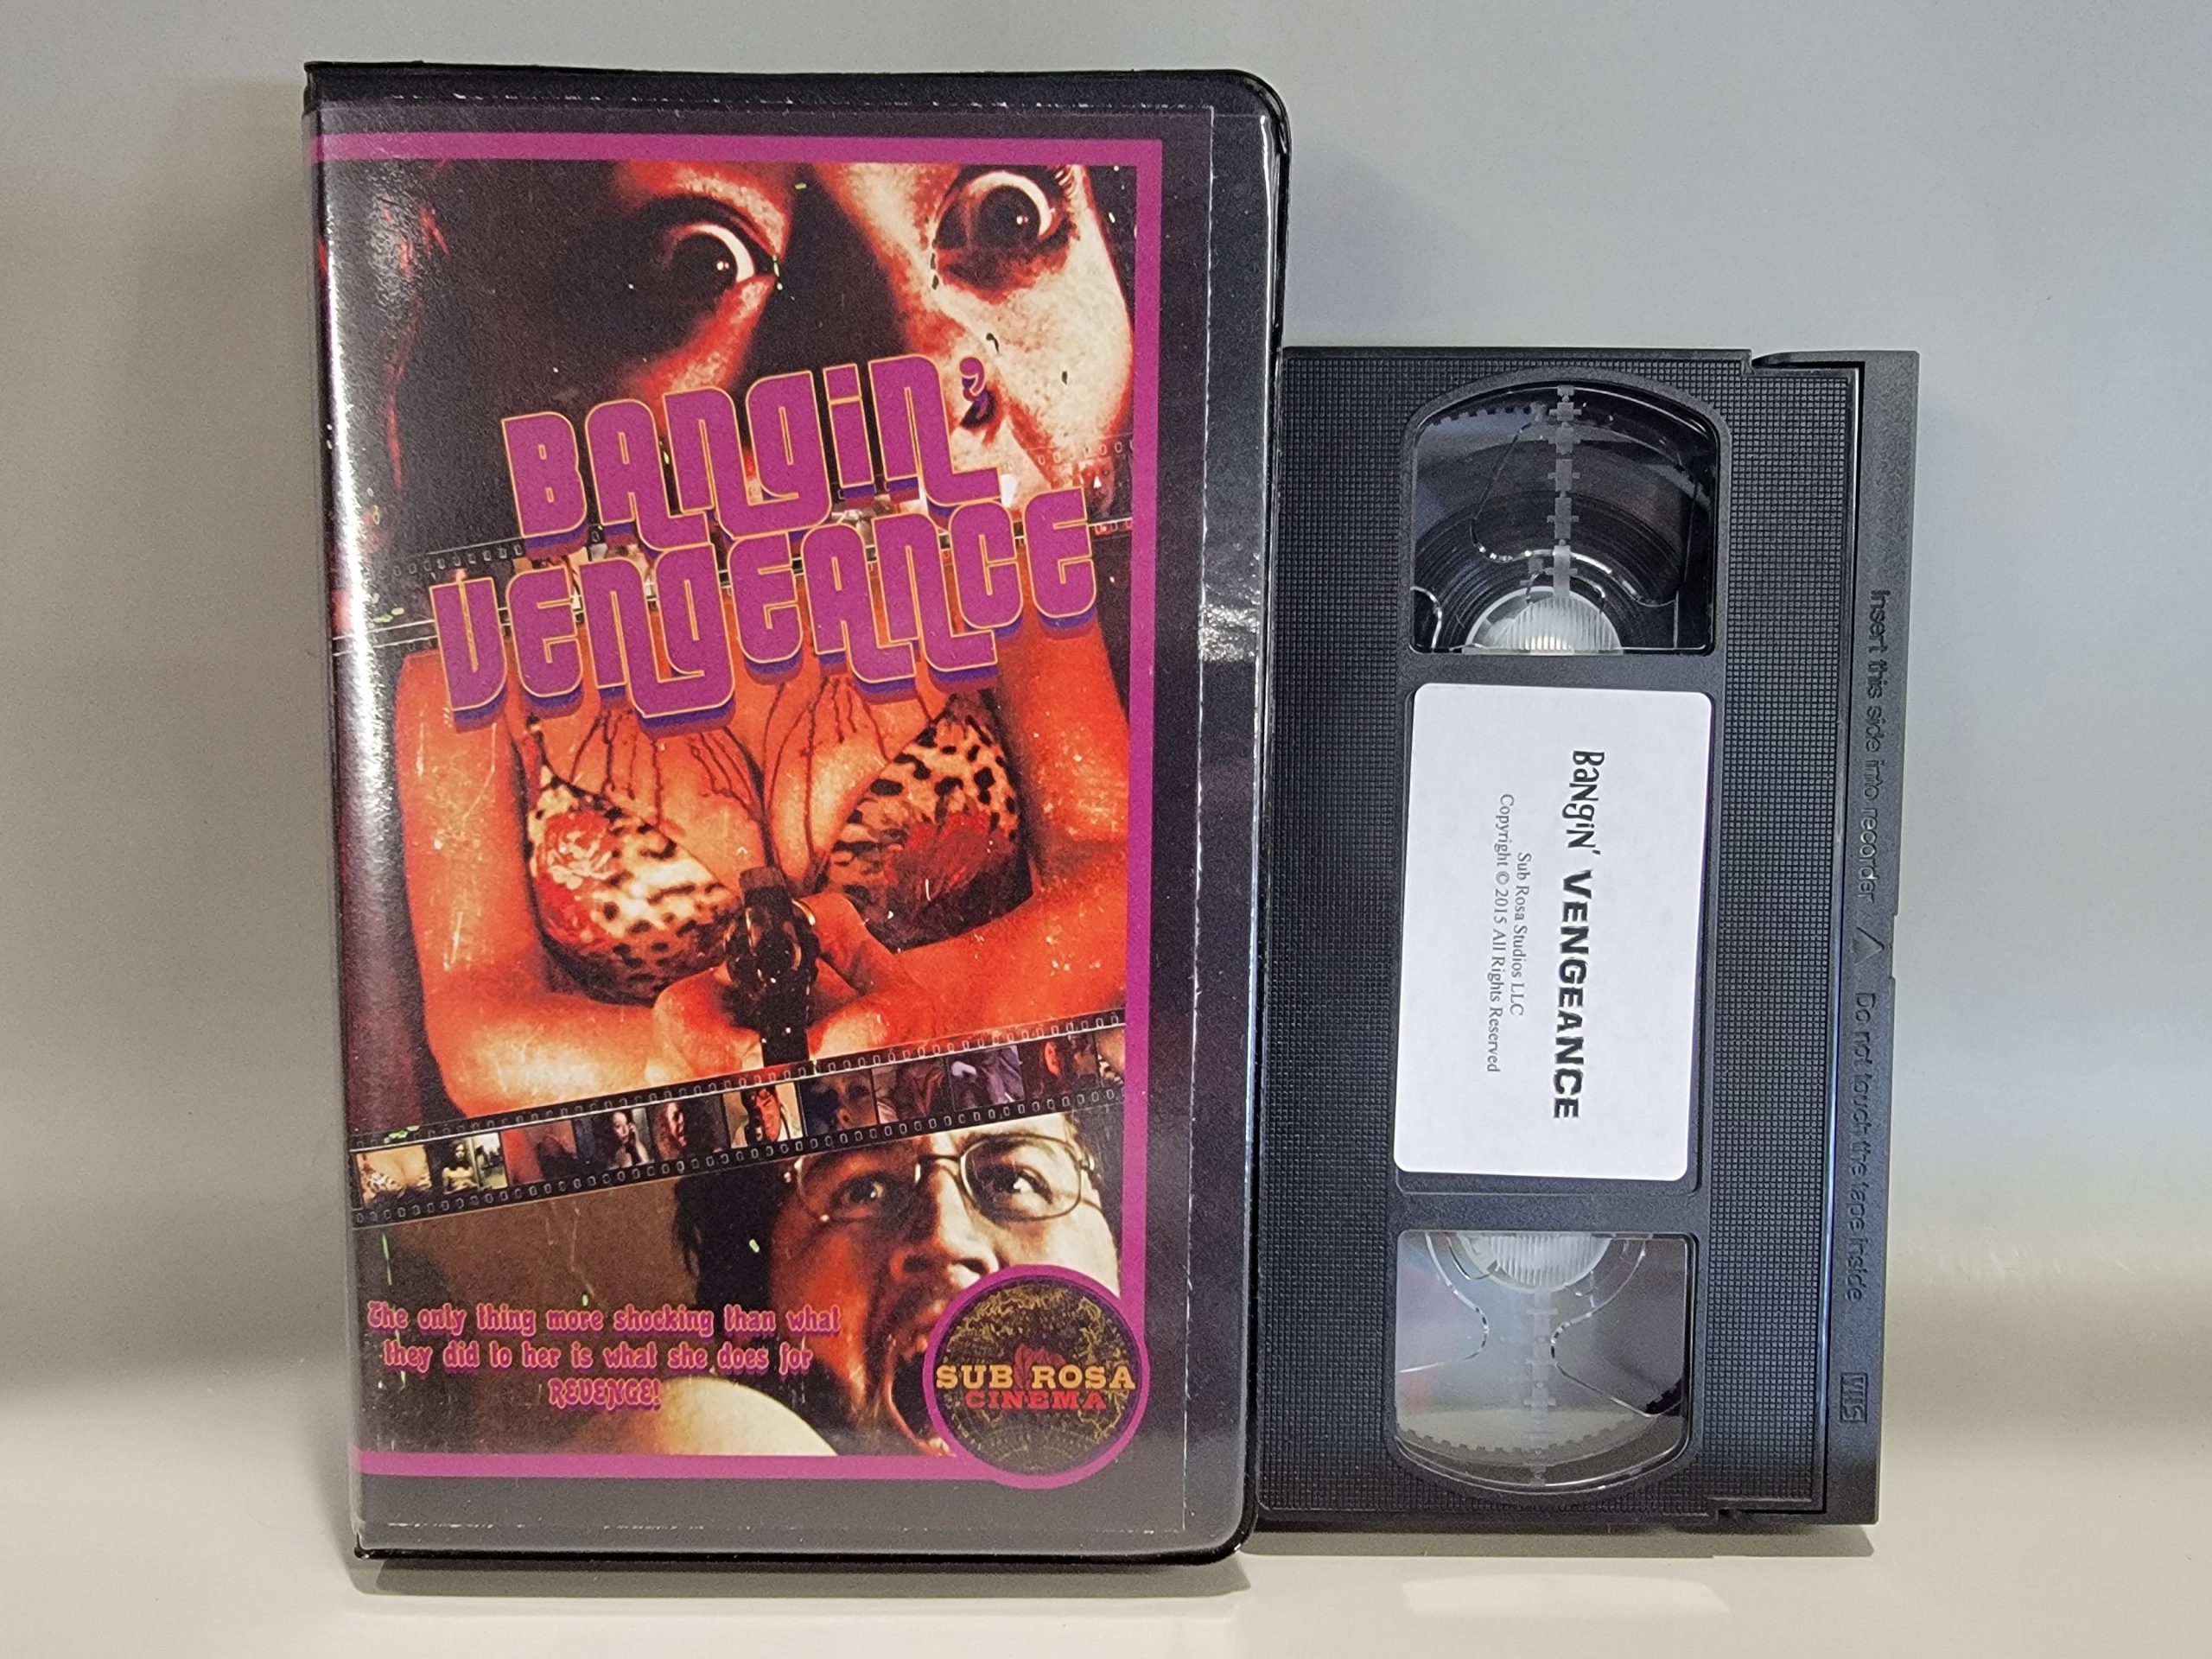 BANGIN'
VENGEANCE
The only thing more shocking than what
they did to her is what she does for
REVENGE!
SUB ROSA
CINEMA
BANGIN' VENGEANCE
Sub Rosa Studios LLC
Copyright © 2015 All Rights Reserved
Insert this side into recorder △ Do not touch the tape inside
VHS